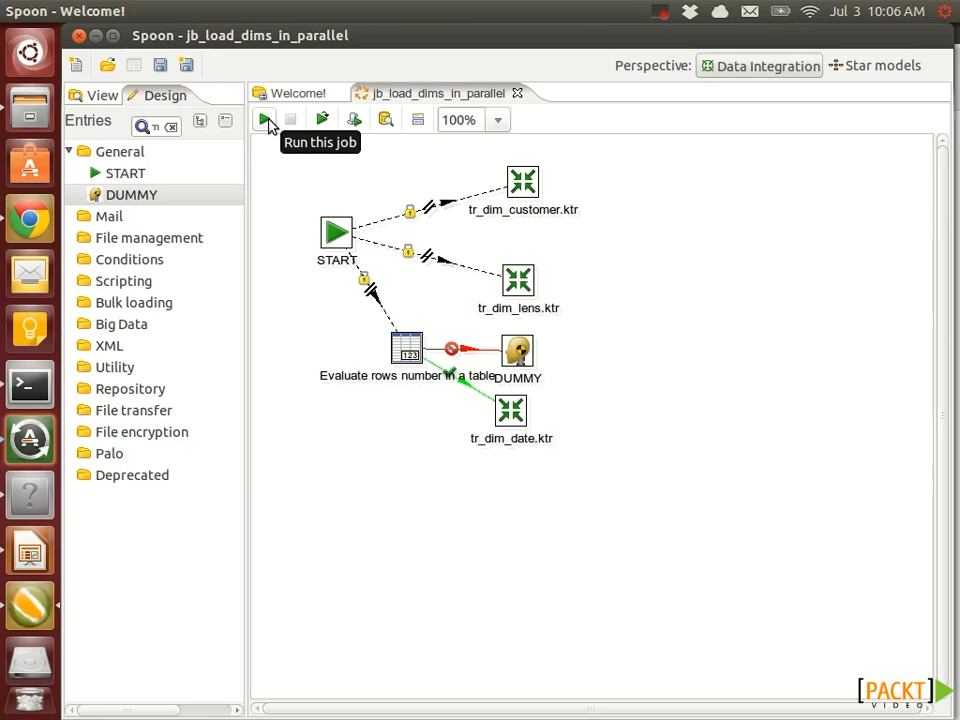 Spoon - Welcome!
Jul 3 10:06 AM
Spoon - jb_load_dims_in_parallel
Perspective:
Data Integration
Star models
View
Design
Welcome!
jb_load_dims_in_parallel
Entries
n
100%
Run this job
General
START
DUMMY
Mail
File management
Conditions
Scripting
Bulk loading
Big Data
XML
Utility
Repository
File transfer
File encryption
Palo
Deprecated
tr_dim_customer.ktr
START
tr_dim_lens.ktr
123
Evaluate rows number in a table
DUMMY
tr_dim_date.ktr
[PACKT]
VIDEO